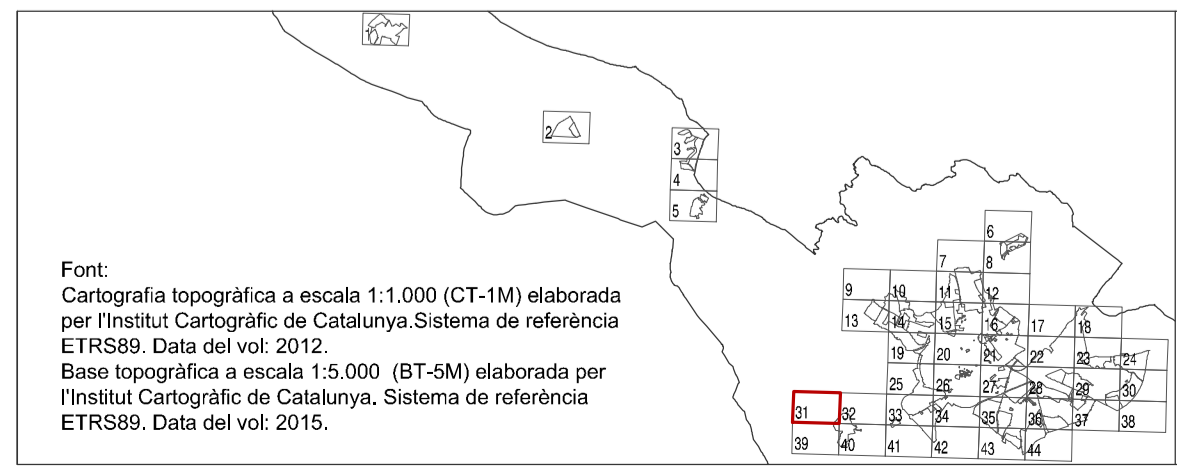 1
2
3
4
5
6
7 8
9 10 11 12
13 14 15 16 17 18
19 20 21 22 23 24
25 26 27 28 29 30
31 32 33 34 35 36 37 38
39 40 41 42 43 44
Font:
Cartografia topogràfica a escala 1:1.000 (CT-1M) elaborada
per l'Institut Cartogràfic de Catalunya.Sistema de referència
ETRS89. Data del vol: 2012.
Base topogràfica a escala 1:5.000 (BT-5M) elaborada per
l'Institut Cartogràfic de Catalunya. Sistema de referència
ETRS89. Data del vol: 2015.